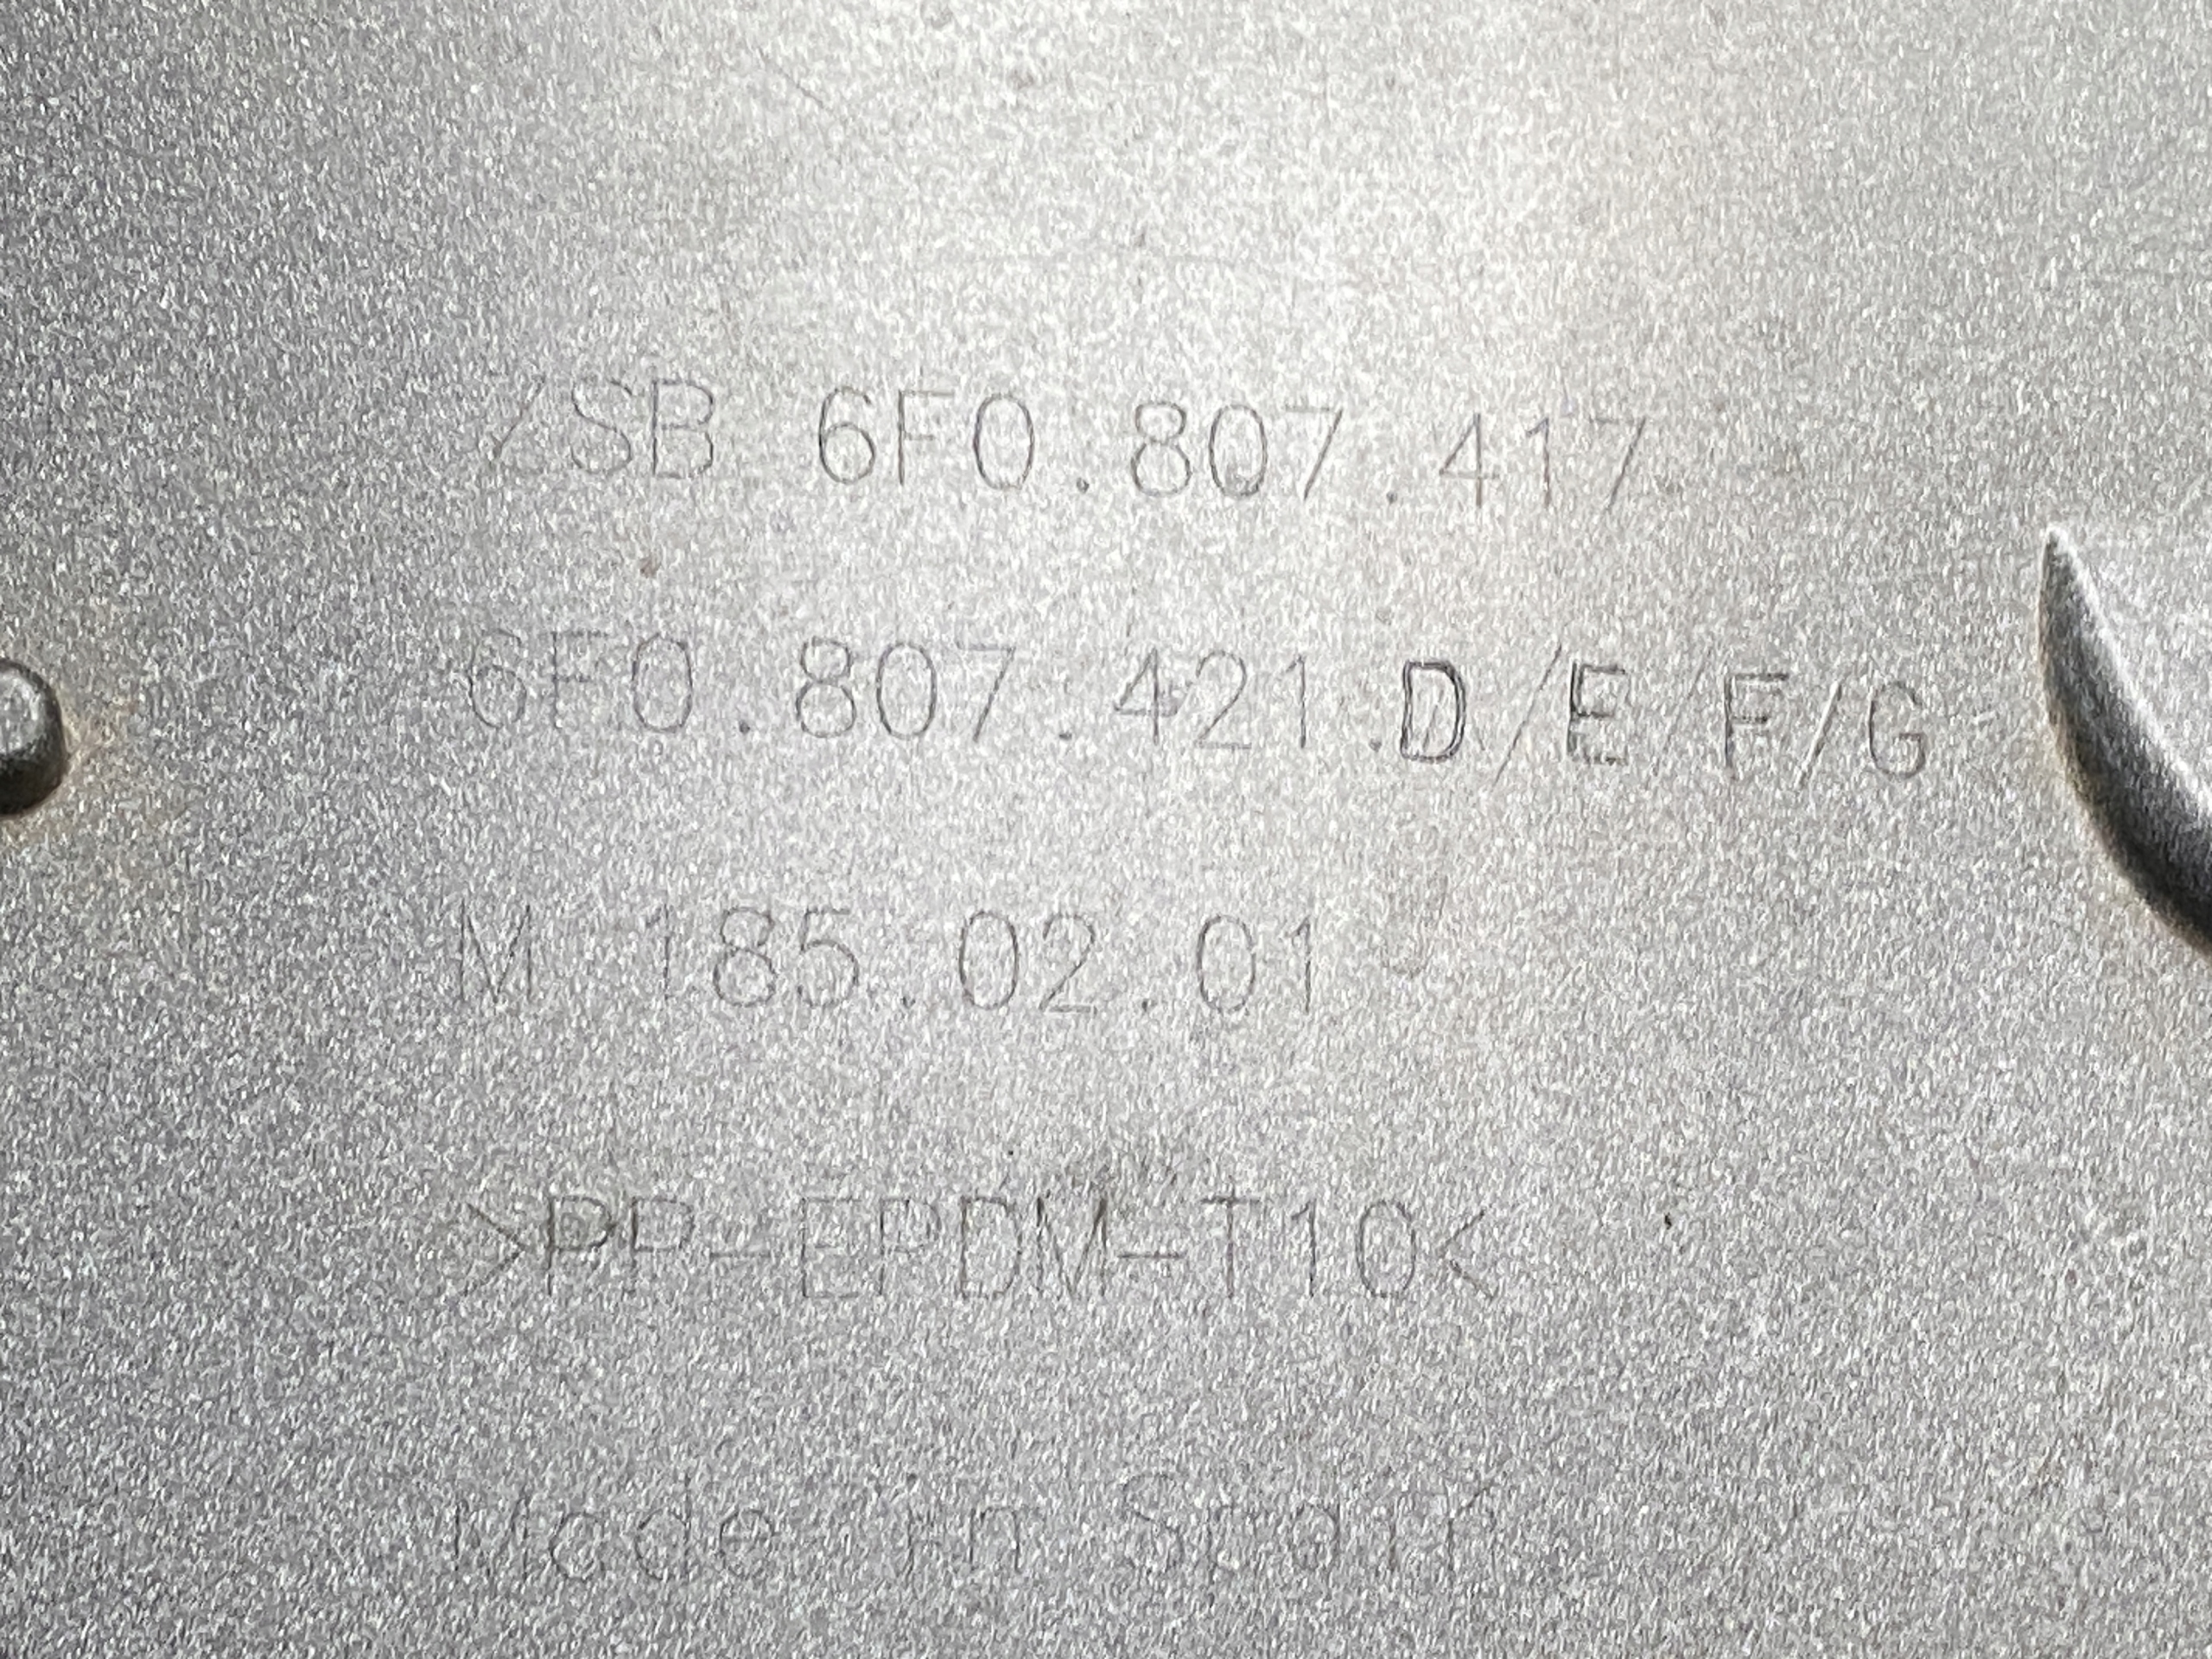 ZSB 6F0.807.417
6F0.807.421.D/E/F/G
M 185.02.01
>PP-EPDM-T10<
Made in Spain